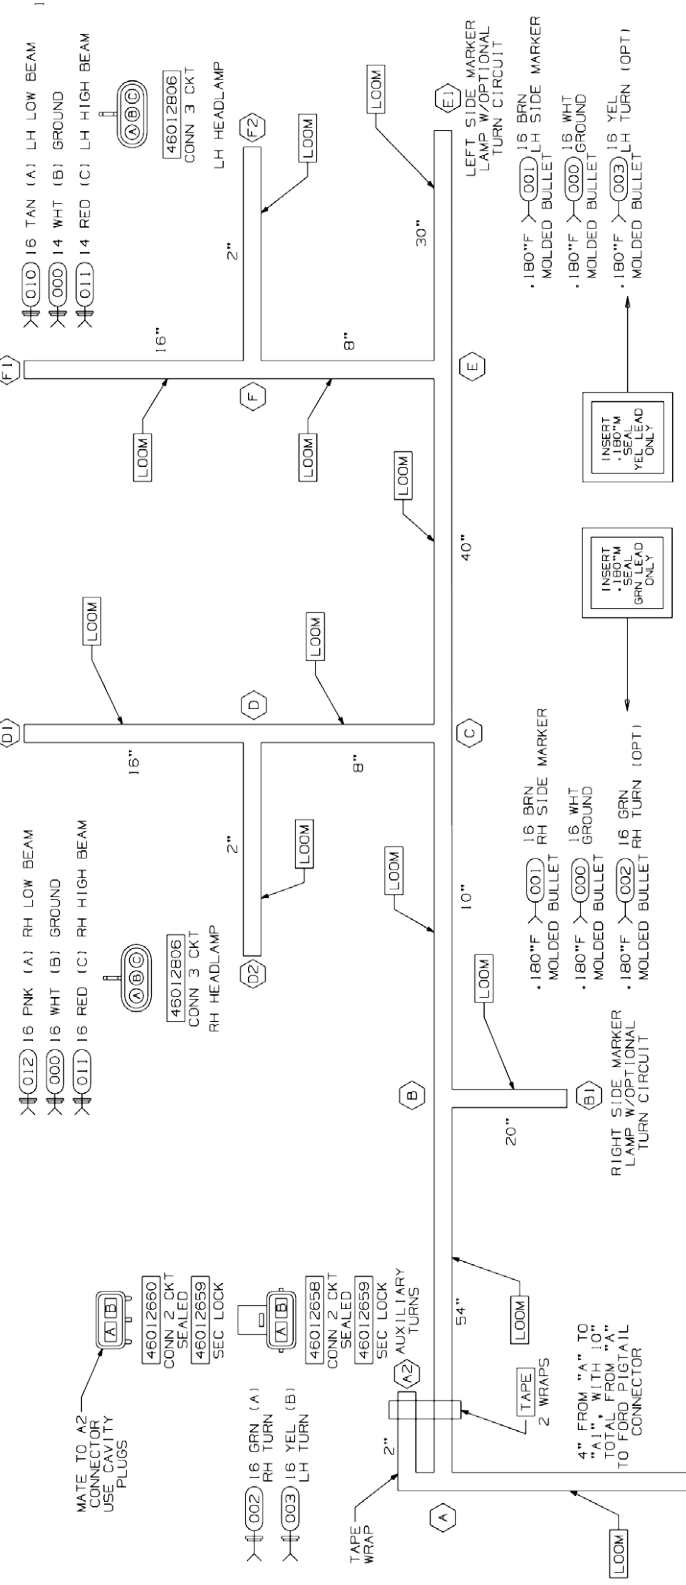 012 16 PNK (A) RH LOW BEAM
000 16 WHT (B) GROUND
011 16 RED (C) RH HIGH BEAM
A B C
46012806
CONN 3 CKT
RH HEADLAMP
010 16 TAN (A) LH LOW BEAM
000 14 WHT (B) GROUND
011 14 RED (C) LH HIGH BEAM
A B C
46012806
CONN 3 CKT
LH HEADLAMP
D1
F1
LOOM
16"
LOOM
16"
MATE TO A2
CONNECTOR
USE CAVITY
PLUGS
A B
46012660
CONN 2 CKT
SEALED
46012659
SEC LOCK
002 16 GRN (A)
RH TURN
003 16 YEL (B)
LH TURN
A B
46012658
CONN 2 CKT
SEALED
46012659
SEC LOCK
D2
2"
D
F
2"
F2
LOOM
LOOM
8"
LOOM
8"
LOOM
LOOM
TAPE
WRAP
2"
A2
AUXILIARY
TURNS
B
LOOM
LOOM
LOOM
30"
E1
A
54"
10"
C
40"
E
LEFT SIDE MARKER
LAMP W/OPTIONAL
TURN CIRCUIT
TAPE
2 WRAPS
LOOM
20"
LOOM
LOOM
B1
4" FROM "A" TO
"A1", WITH 10"
TOTAL FROM "A"
TO FORD PIGTAIL
CONNECTOR
LOOM
RIGHT SIDE MARKER
LAMP W/OPTIONAL
TURN CIRCUIT
.180"F 001 16 BRN
MOLDED BULLET RH SIDE MARKER
.180"F 000 16 WHT
MOLDED BULLET GROUND
.180"F 002 16 GRN
MOLDED BULLET RH TURN (OPT)
INSERT
.180"M
SEAL
GRN LEAD
ONLY
INSERT
.180"M
SEAL
YEL LEAD
ONLY
.180"F 001 16 BRN
MOLDED BULLET LH SIDE MARKER
.180"F 000 16 WHT
MOLDED BULLET GROUND
.180"F 003 16 YEL
MOLDED BULLET LH TURN (OPT)